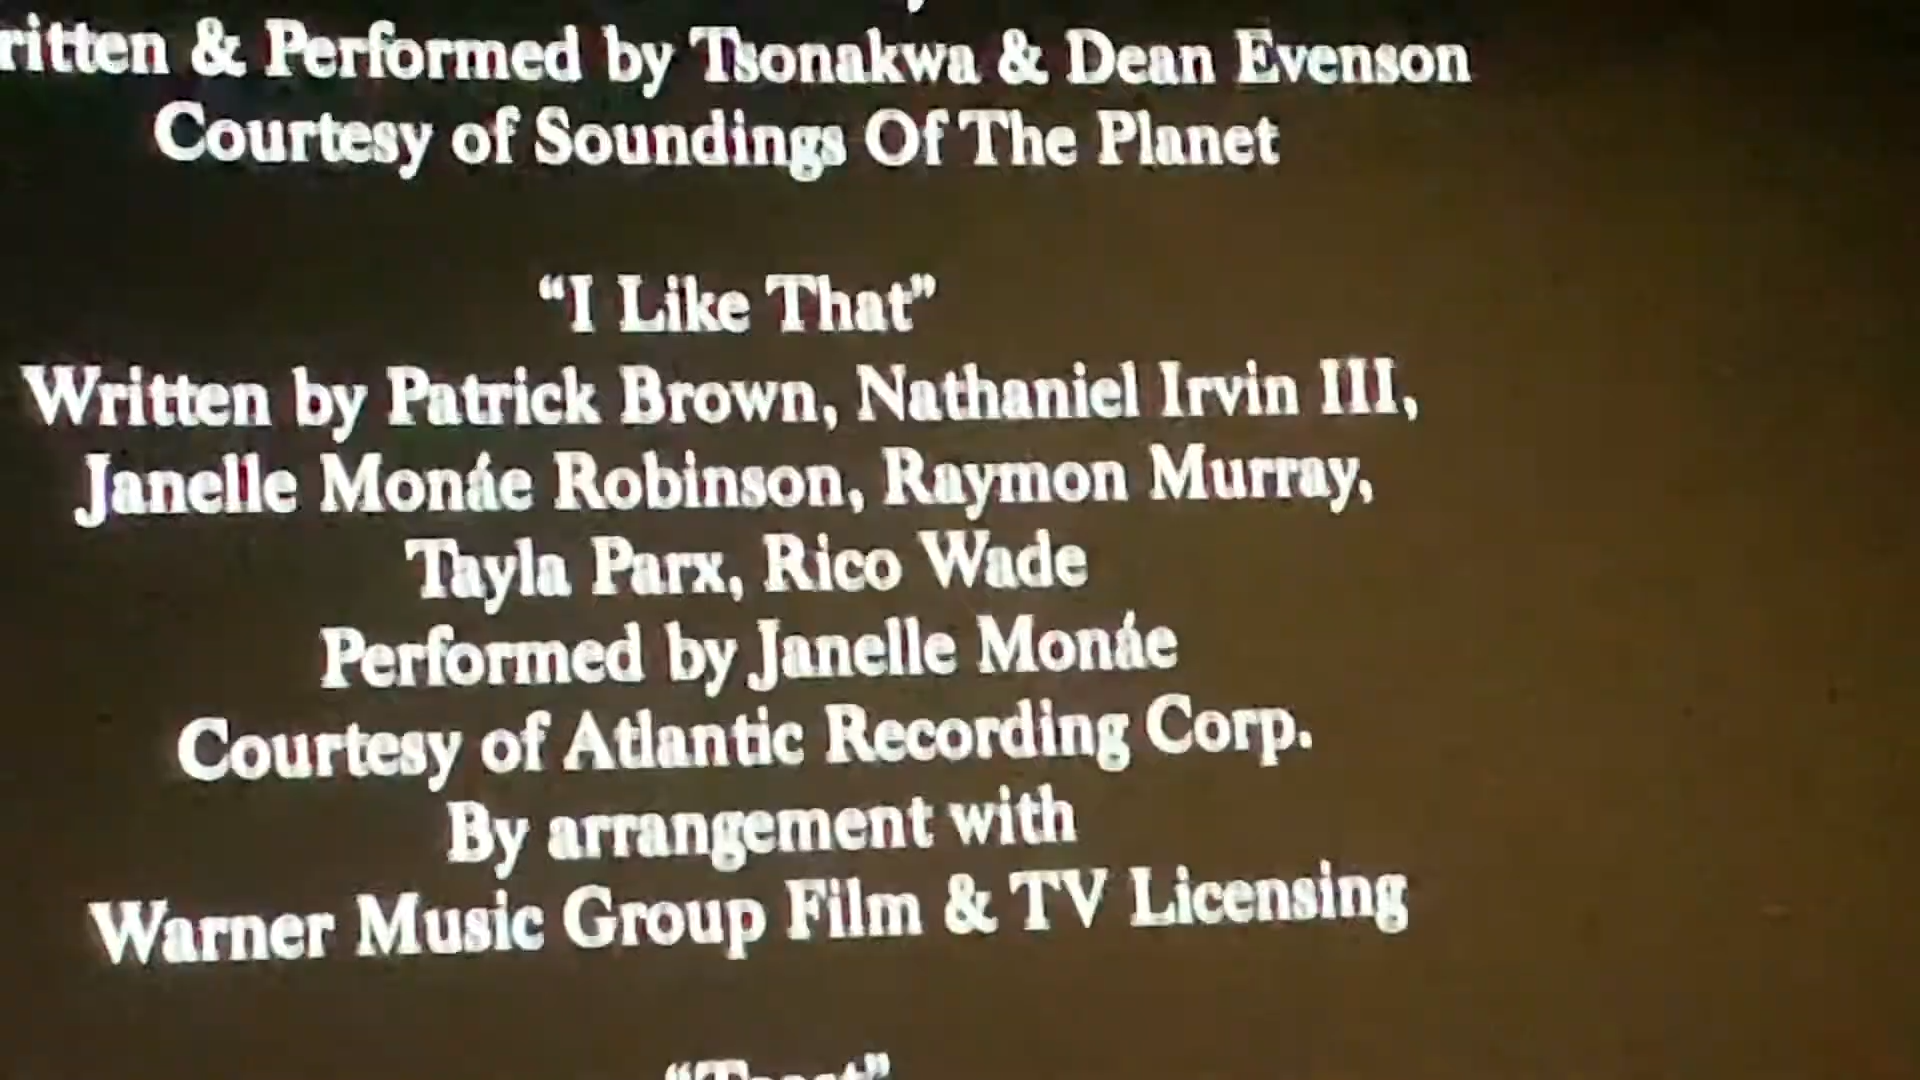 ritten & Performed by Tsonakwa & Dean Evenson
Courtesy of Soundings Of The Planet
“I Like That”
Written by Patrick Brown, Nathaniel Irvin III,
Janelle Monáe Robinson, Raymon Murray,
Tayla Parx, Rico Wade
Performed by Janelle Monáe
Courtesy of Atlantic Recording Corp.
By arrangement with
Warner Music Group Film & TV Licensing